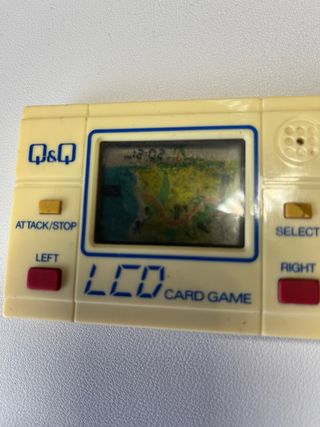 Q&Q
ATTACK/STOP
SELECT
LEFT
RIGHT
LCD CARD GAME